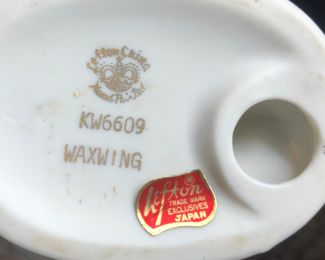 Lefton China
Hand Painted
KW6609
WAXWING
Lefton ®
TRADE MARK
EXCLUSIVES
JAPAN